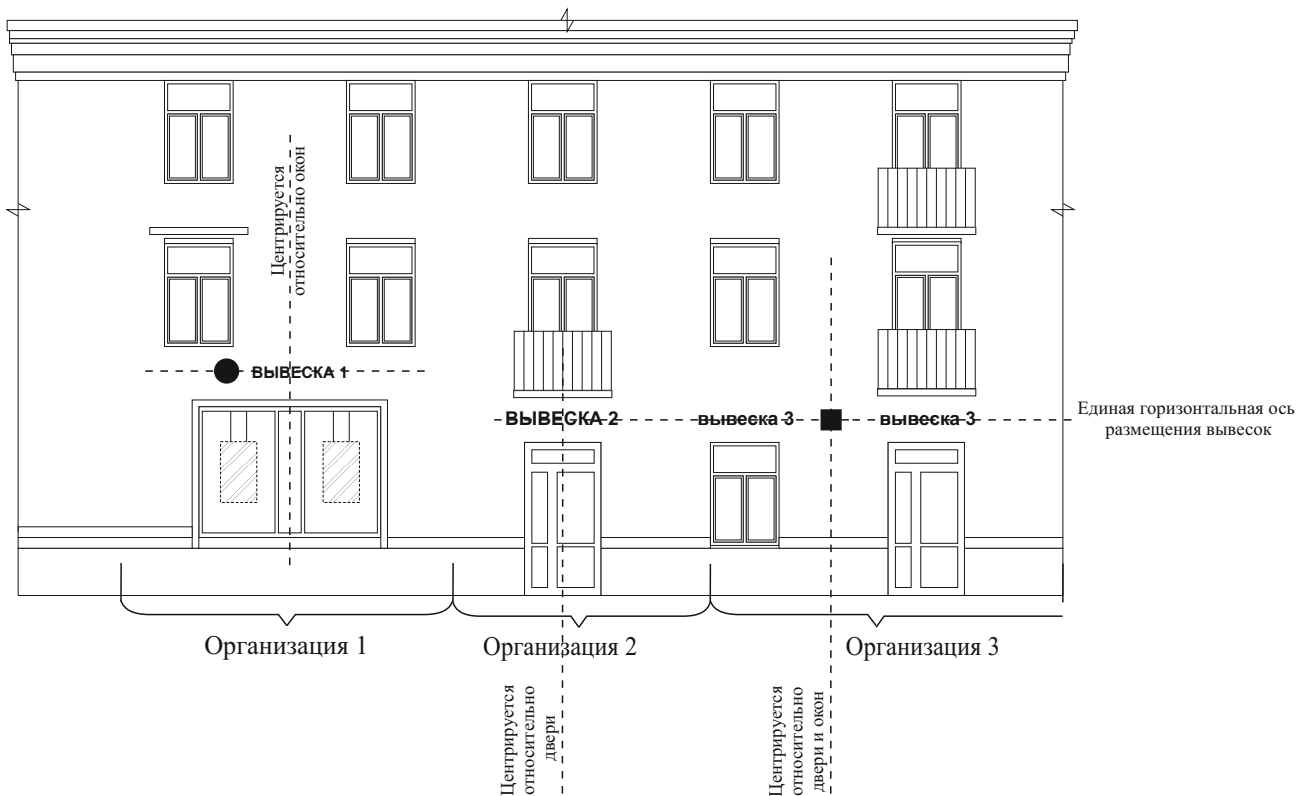 Центрируется
относительно окон
ВЫВЕСКА 1
ВЫВЕСКА 2
вывеска 3
вывеска 3
Единая горизонтальная ось
размещения вывесок
Организация 1
Организация 2
Организация 3
Центрируется
относительно
двери
Центрируется
относительно
двери и окон